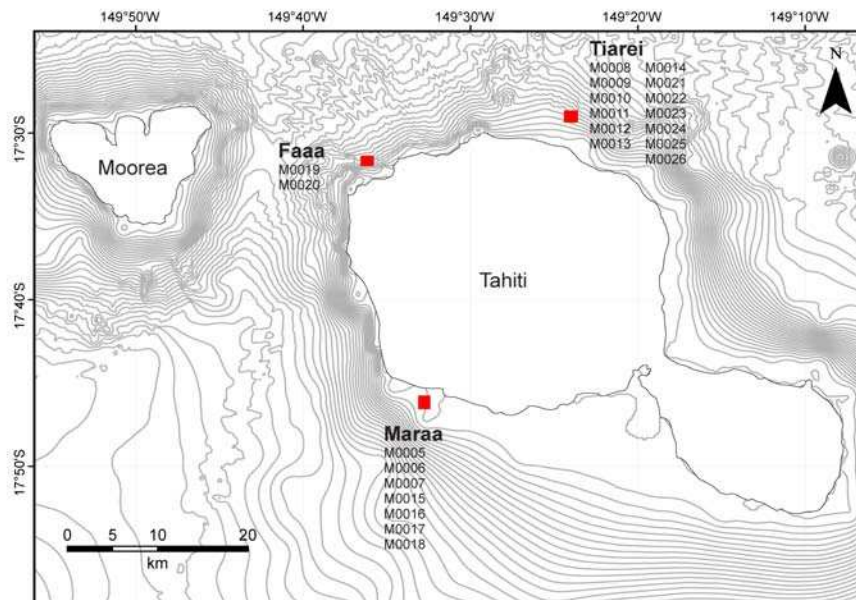 149°50'W
149°40'W
149°30'W
149°20'W
149°10'W
17°30'S
17°40'S
17°50'S
N
Tiarei
M0008 M0014
M0009 M0021
M0010 M0022
M0011 M0023
M0012 M0024
M0013 M0025
M0026
Faaa
M0019
M0020
Moorea
Tahiti
Maraa
M0005
M0006
M0007
M0015
M0016
M0017
M0018
0 5 10 20
km